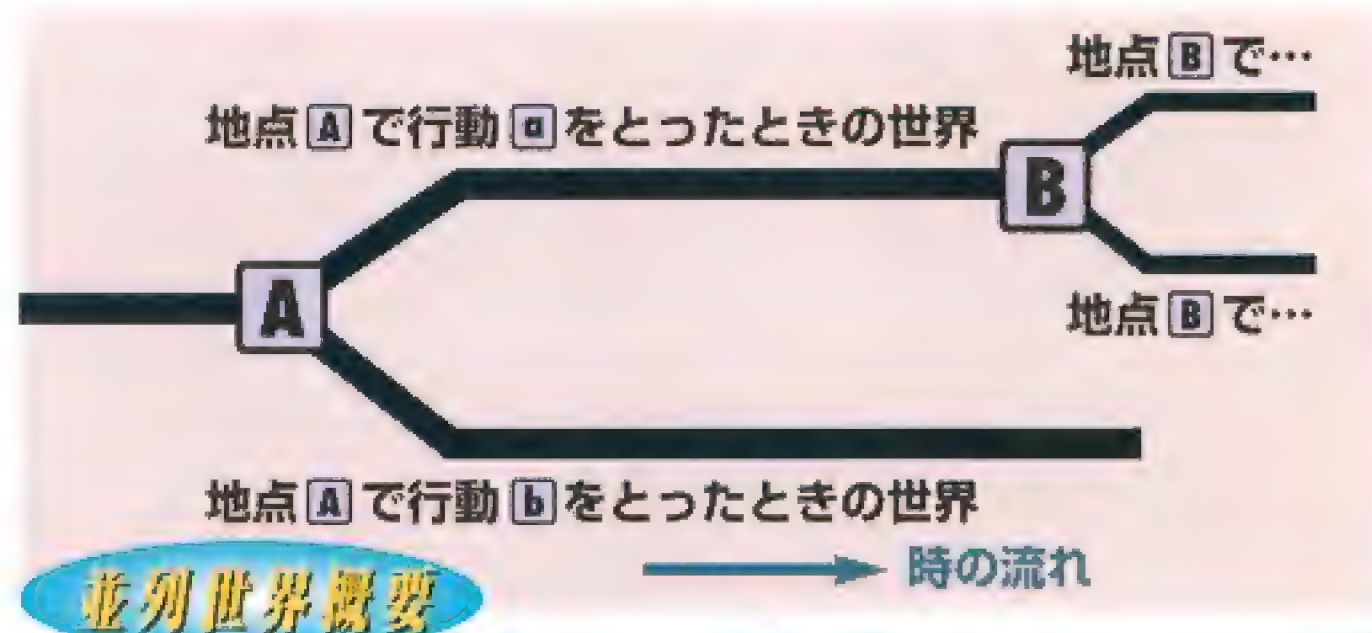 地点Bで…
地点Aで行動aをとったときの世界
B
A
地点Bで…
地点Aで行動bをとったときの世界
時の流れ
並列世界概要